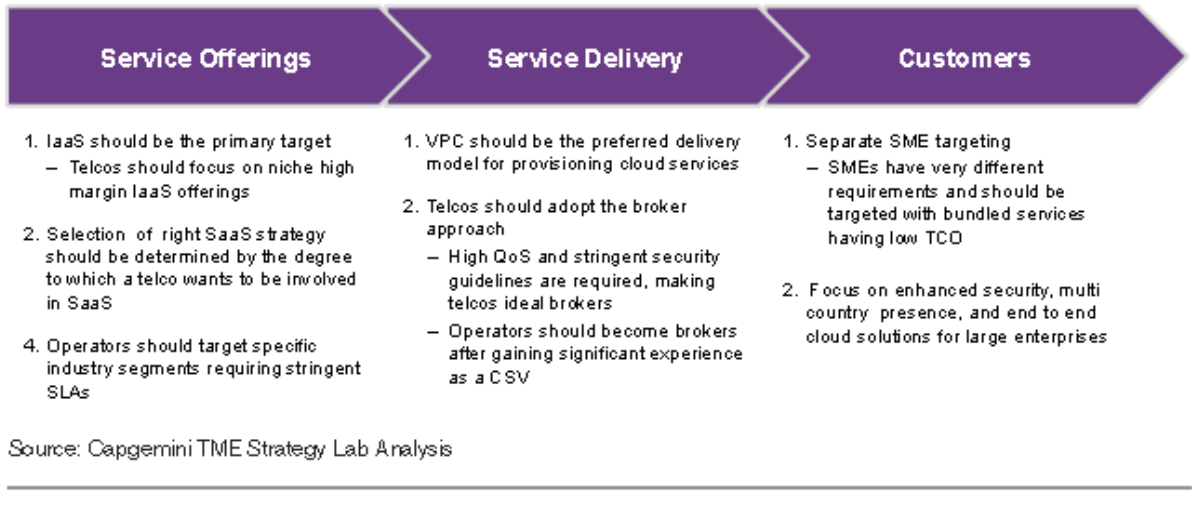 Service Offerings
Service Delivery
Customers
1. IaaS should be the primary target
– Telcos should focus on niche high
margin IaaS offerings
2. Selection of right SaaS strategy
should be determined by the degree
to which a telco wants to be involved
in SaaS
4. Operators should target specific
industry segments requiring stringent
SLAs
1. VPC should be the preferred delivery
model for provisioning cloud services
2. Telcos should adopt the broker
approach
– High QoS and stringent security
guidelines are required, making
telcos ideal brokers
– Operators should become brokers
after gaining significant experience
as a CSV
1. Separate SME targeting
– SMEs have very different
requirements and should be
targeted with bundled services
having low TCO
2. Focus on enhanced security, multi
country presence, and end to end
cloud solutions for large enterprises
Source: Capgemini TME Strategy Lab Analysis